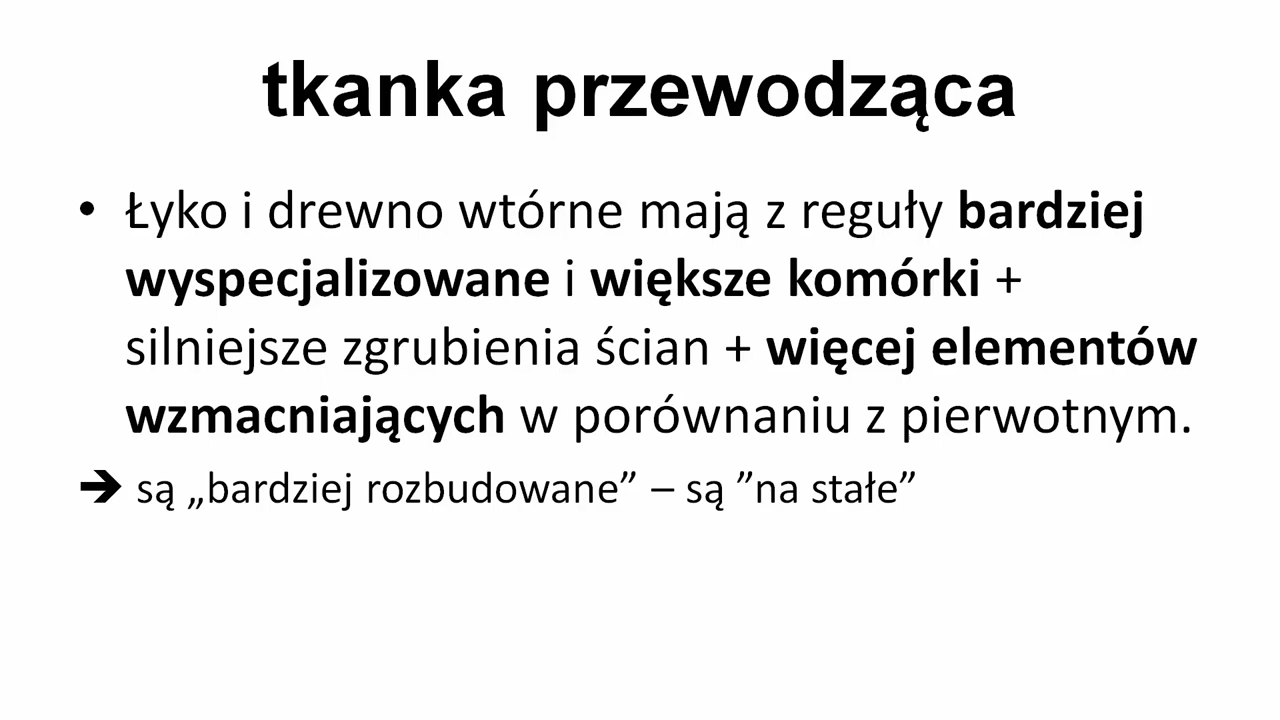 tkanka przewodząca
• Łyko i drewno wtórne mają z reguły bardziej
wyspecjalizowane i większe komórki +
silniejsze zgrubienia ścian + więcej elementów
wzmacniających w porównaniu z pierwotnym.
➔ są „bardziej rozbudowane” – są ”na stałe”